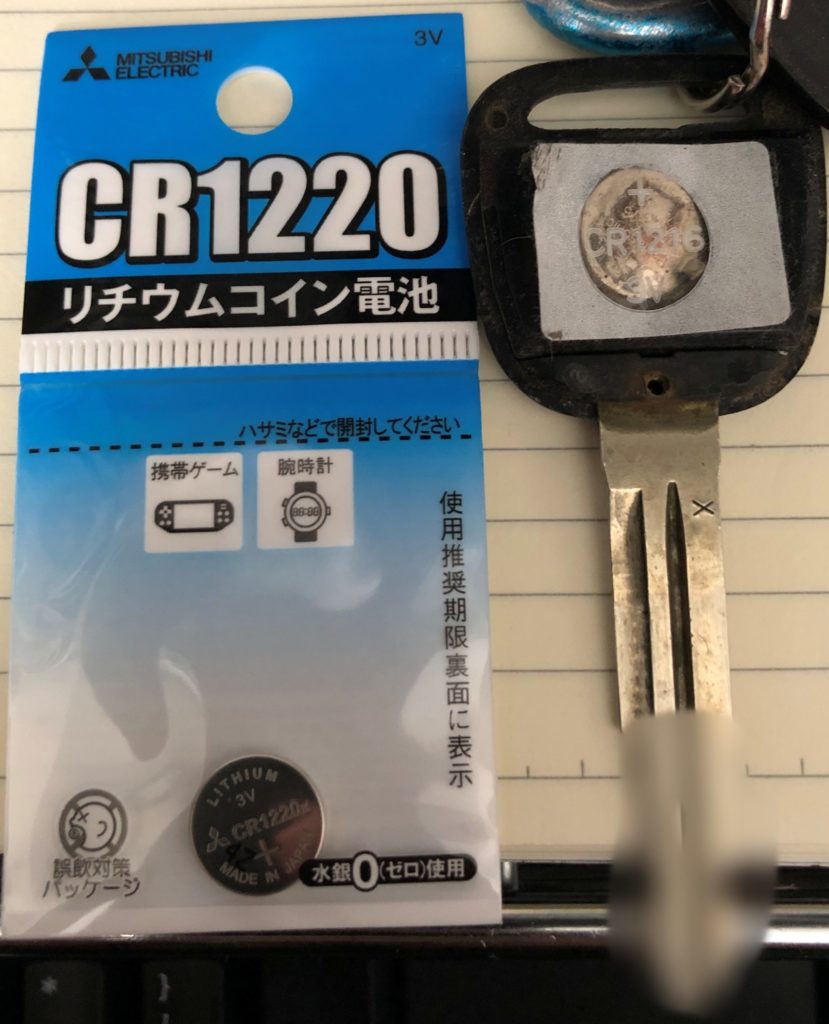 MITSUBISHI
ELECTRIC
3V
CR1220
リチウムコイン電池
ハサミなどで開封してください
携帯ゲーム
腕時計
使用推奨期限裏面に表示
LITHIUM
3V
CR1220
+
MADE IN JAPAN
誤飲対策
パッケージ
水銀0(ゼロ)使用
+
CR1216
3V
X